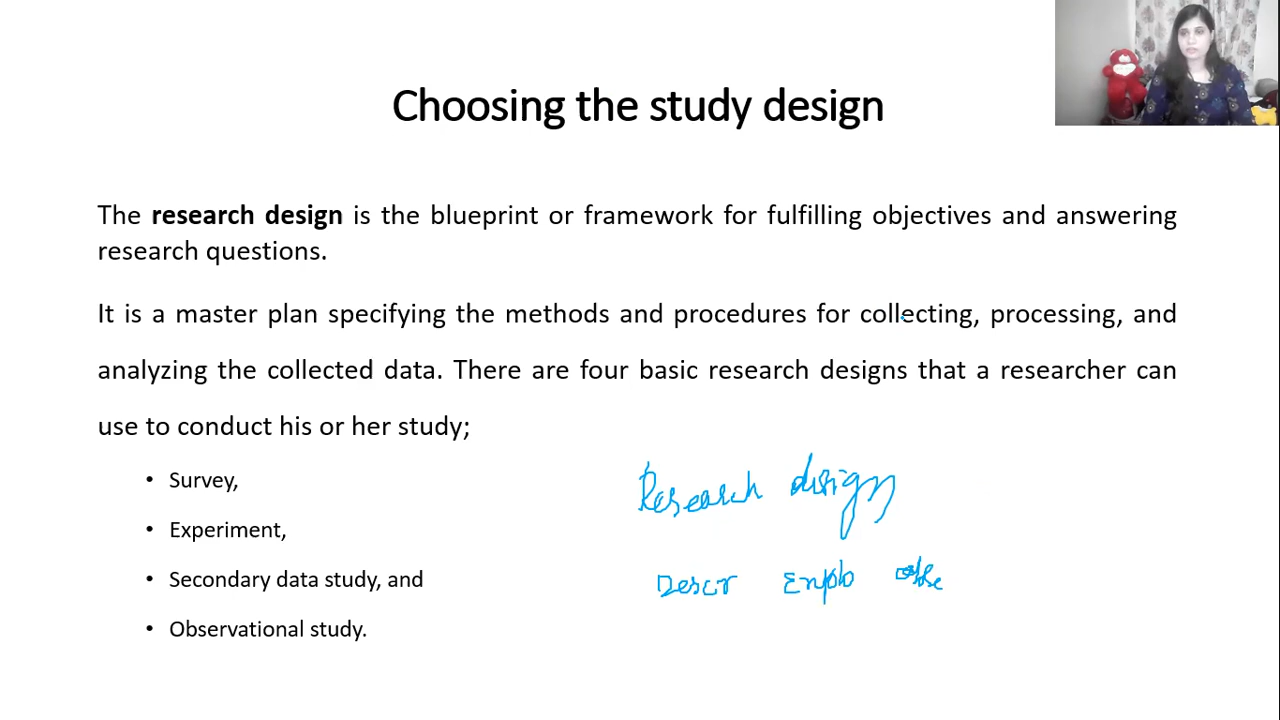 Choosing the study design
The research design is the blueprint or framework for fulfilling objectives and answering
research questions.
It is a master plan specifying the methods and procedures for collecting, processing, and
analyzing the collected data. There are four basic research designs that a researcher can
use to conduct his or her study;
• Survey,
• Experiment,
• Secondary data study, and
• Observational study.
Research design
Descr